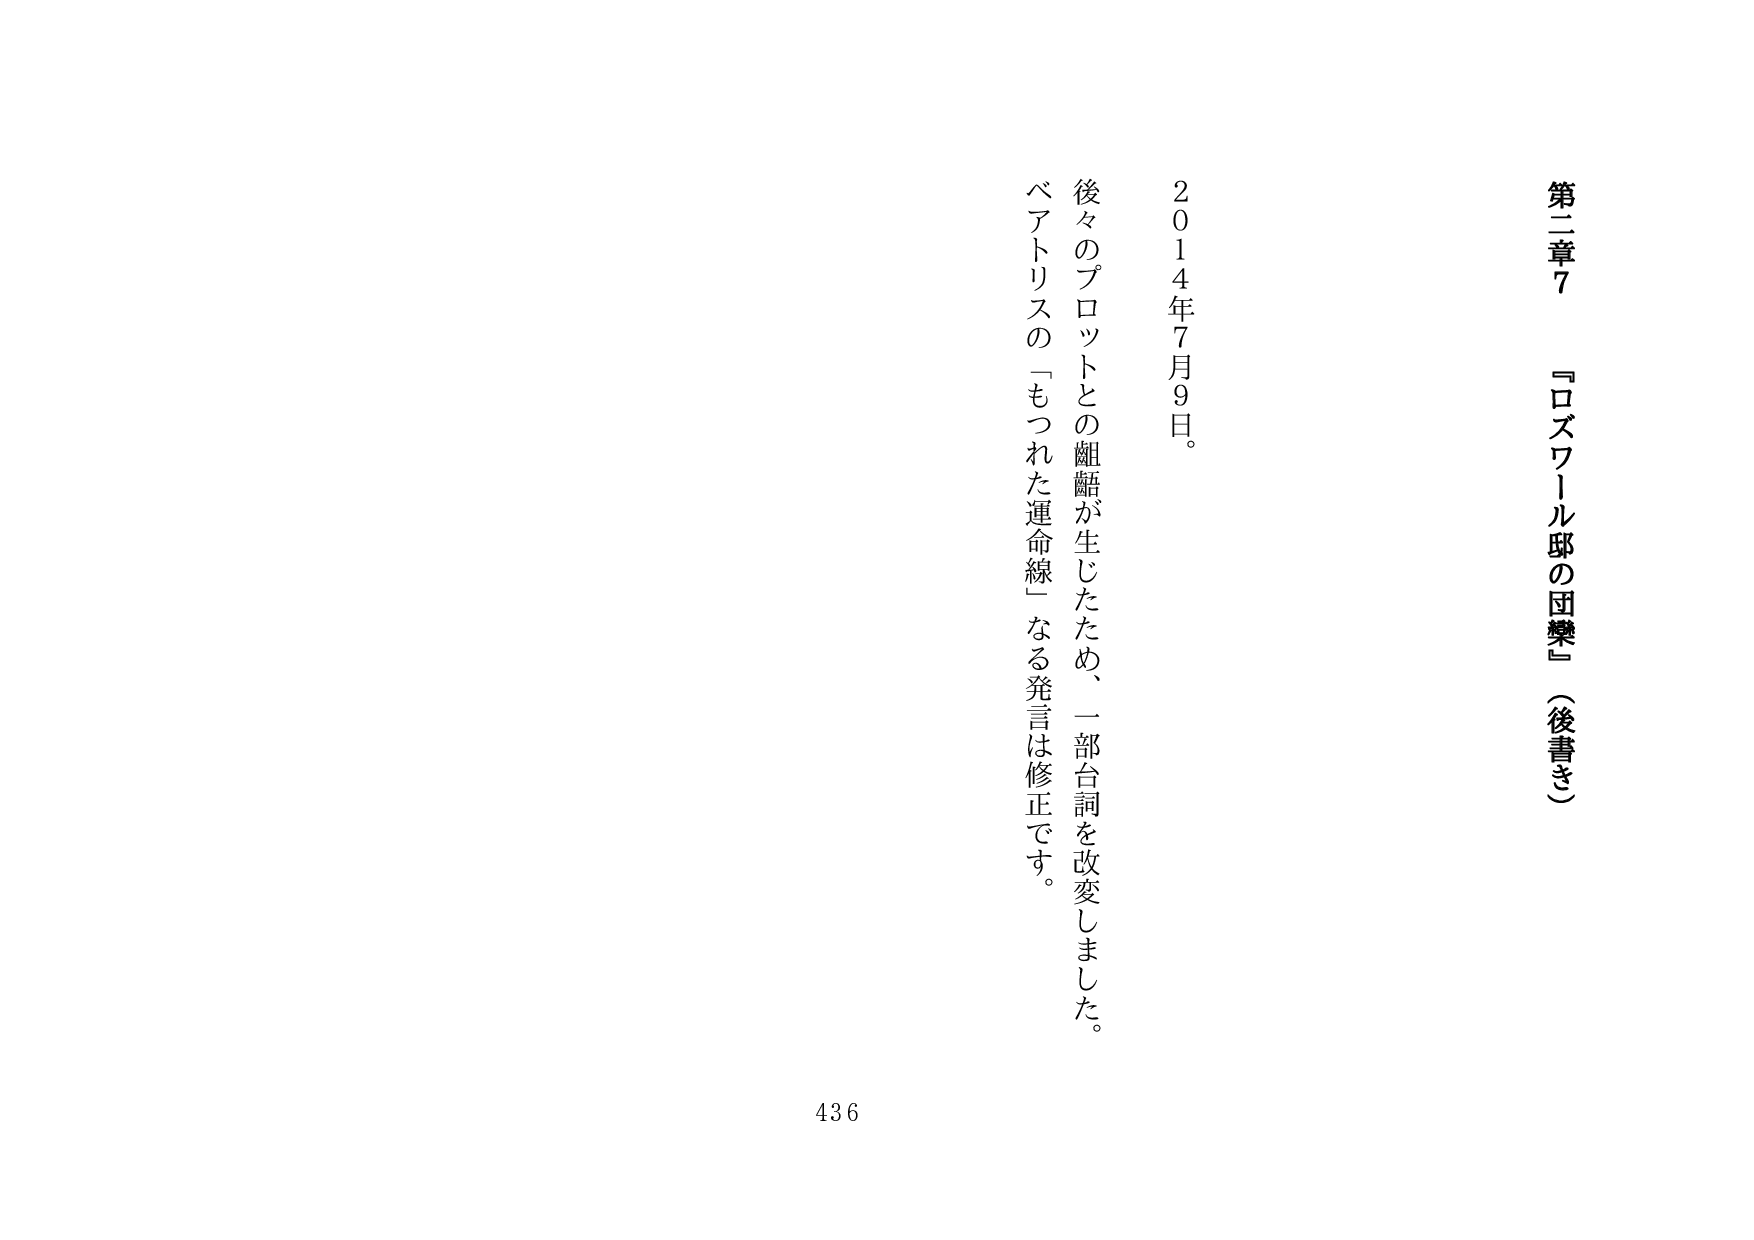 第二章７　　『ロズワール邸の団欒』（後書き）
２０１４年７月９日。
後々のプロットとの齟齬が生じたため、一部台詞を改変しました。
ベアトリスの「もつれた運命線」なる発言は修正です。
436